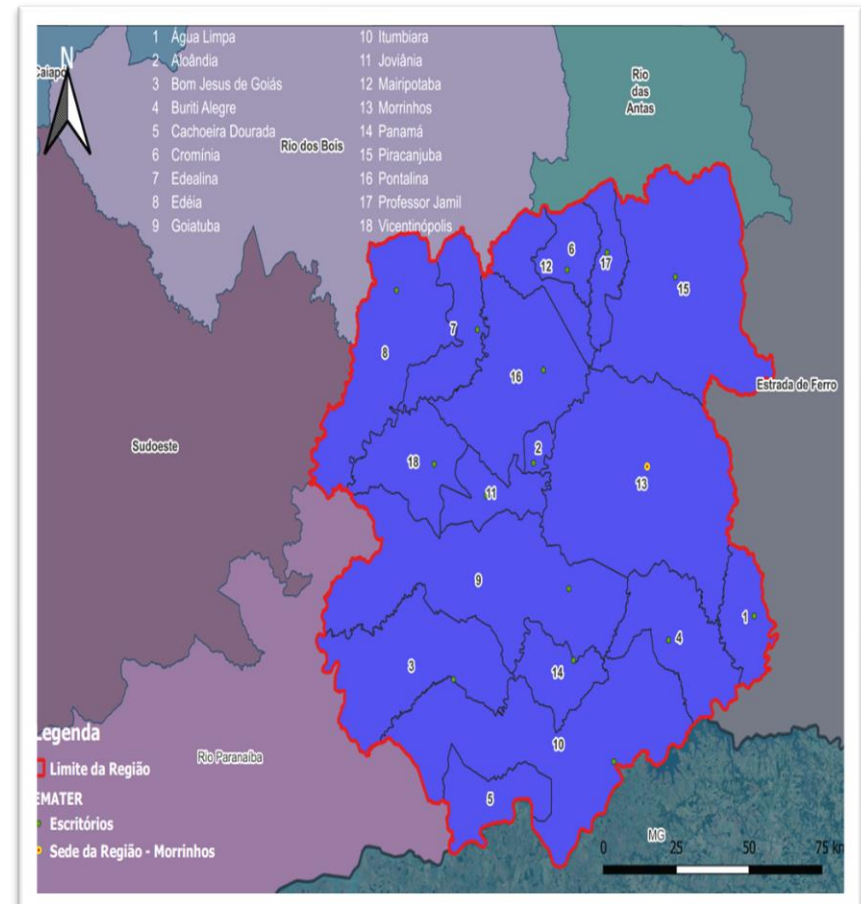 1 Água Limpa
2 Aloândia
3 Bom Jesus de Goiás
4 Buriti Alegre
5 Cachoeira Dourada
6 Cromínia
7 Edealina
8 Edéia
9 Goiatuba
10 Itumbiara
11 Joviânia
12 Mairipotaba
13 Morrinhos
14 Panamá
15 Piracanjuba
16 Pontalina
17 Professor Jamil
18 Vicentinópolis
N
Caiapó
Rio dos Bois
Rio
das
Antas
6
12
17
15
7
8
16
Estrada de Ferro
Sudoeste
2
18
13
11
9
1
4
3
14
10
5
Rio Paranaíba
MG
Legenda
Limite da Região
EMATER
Escritórios
Sede da Região - Morrinhos
0 25 50 75 km